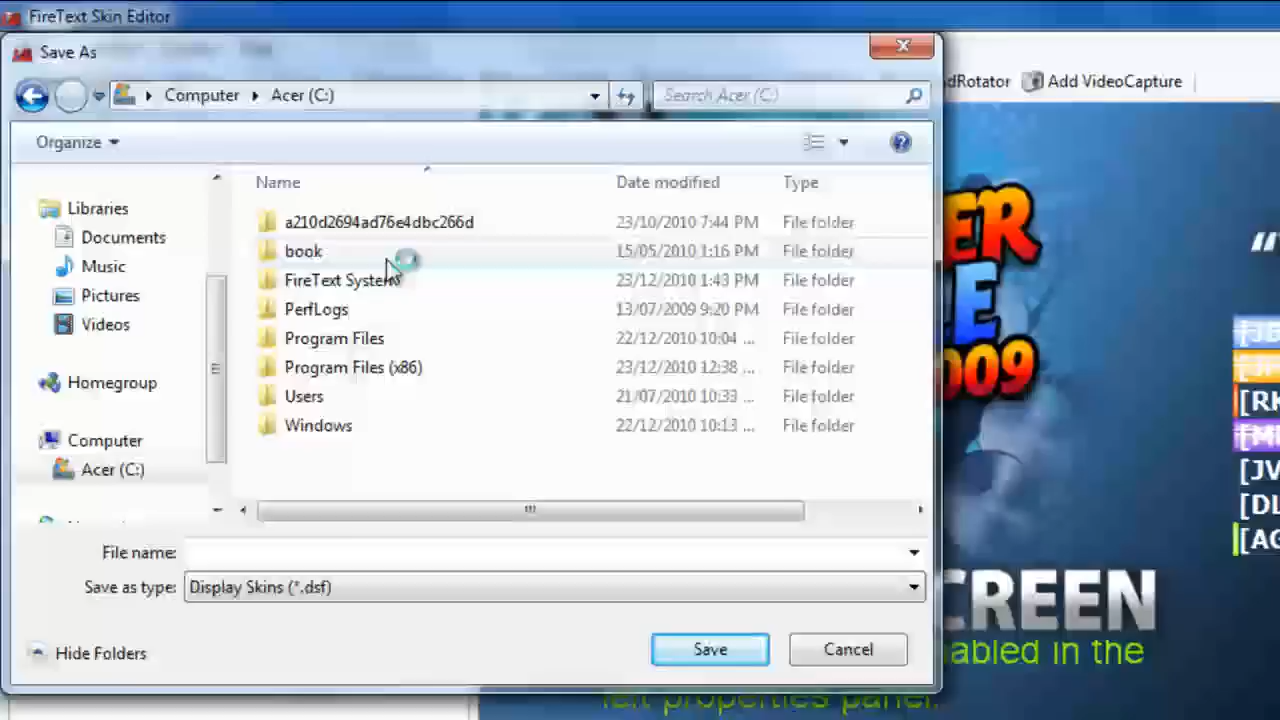 FireText Skin Editor
Save As
Computer Acer (C:)
Search Acer (C:)
dRotator Add VideoCapture
Organize
Name Date modified Type
Libraries
Documents
Music
Pictures
Videos
Homegroup
Computer
Acer (C:)
a210d2694ad76e4dbc266d 23/10/2010 7:44 PM File folder
book 15/05/2010 1:16 PM File folder
FireText Systems 23/12/2010 1:43 PM File folder
PerfLogs 13/07/2009 9:20 PM File folder
Program Files 22/12/2010 10:04 ... File folder
Program Files (x86) 23/12/2010 12:38 ... File folder
Users 21/07/2010 10:33 ... File folder
Windows 22/12/2010 10:13 ... File folder
File name:
Save as type: Display Skins (*.dsf)
Hide Folders
Save Cancel
ER
LE
009
[RK
[JV
[DL
[AG
CREEN
abled in the
left properties panel.